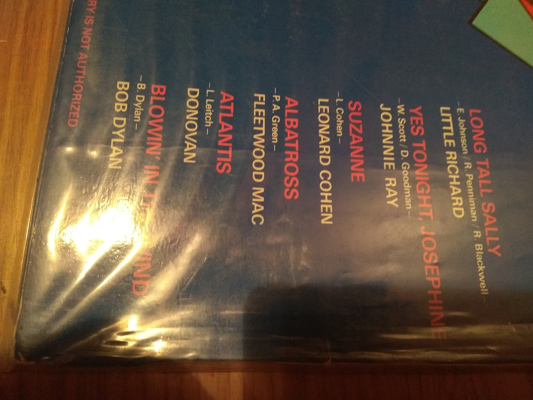 LONG TALL SALLY
– E. Johnson / R. Penniman / R. Blackwell –
LITTLE RICHARD
YES TONIGHT, JOSEPHINE
– W. Scott / D. Goodman –
JOHNNIE RAY
SUZANNE
– L. Cohen –
LEONARD COHEN
ALBATROSS
– P. A. Green –
FLEETWOOD MAC
ATLANTIS
– L. Leitch –
DONOVAN
BLOWIN' IN WIND
– B. Dylan –
BOB DYLAN
IS NOT AUTHORIZED